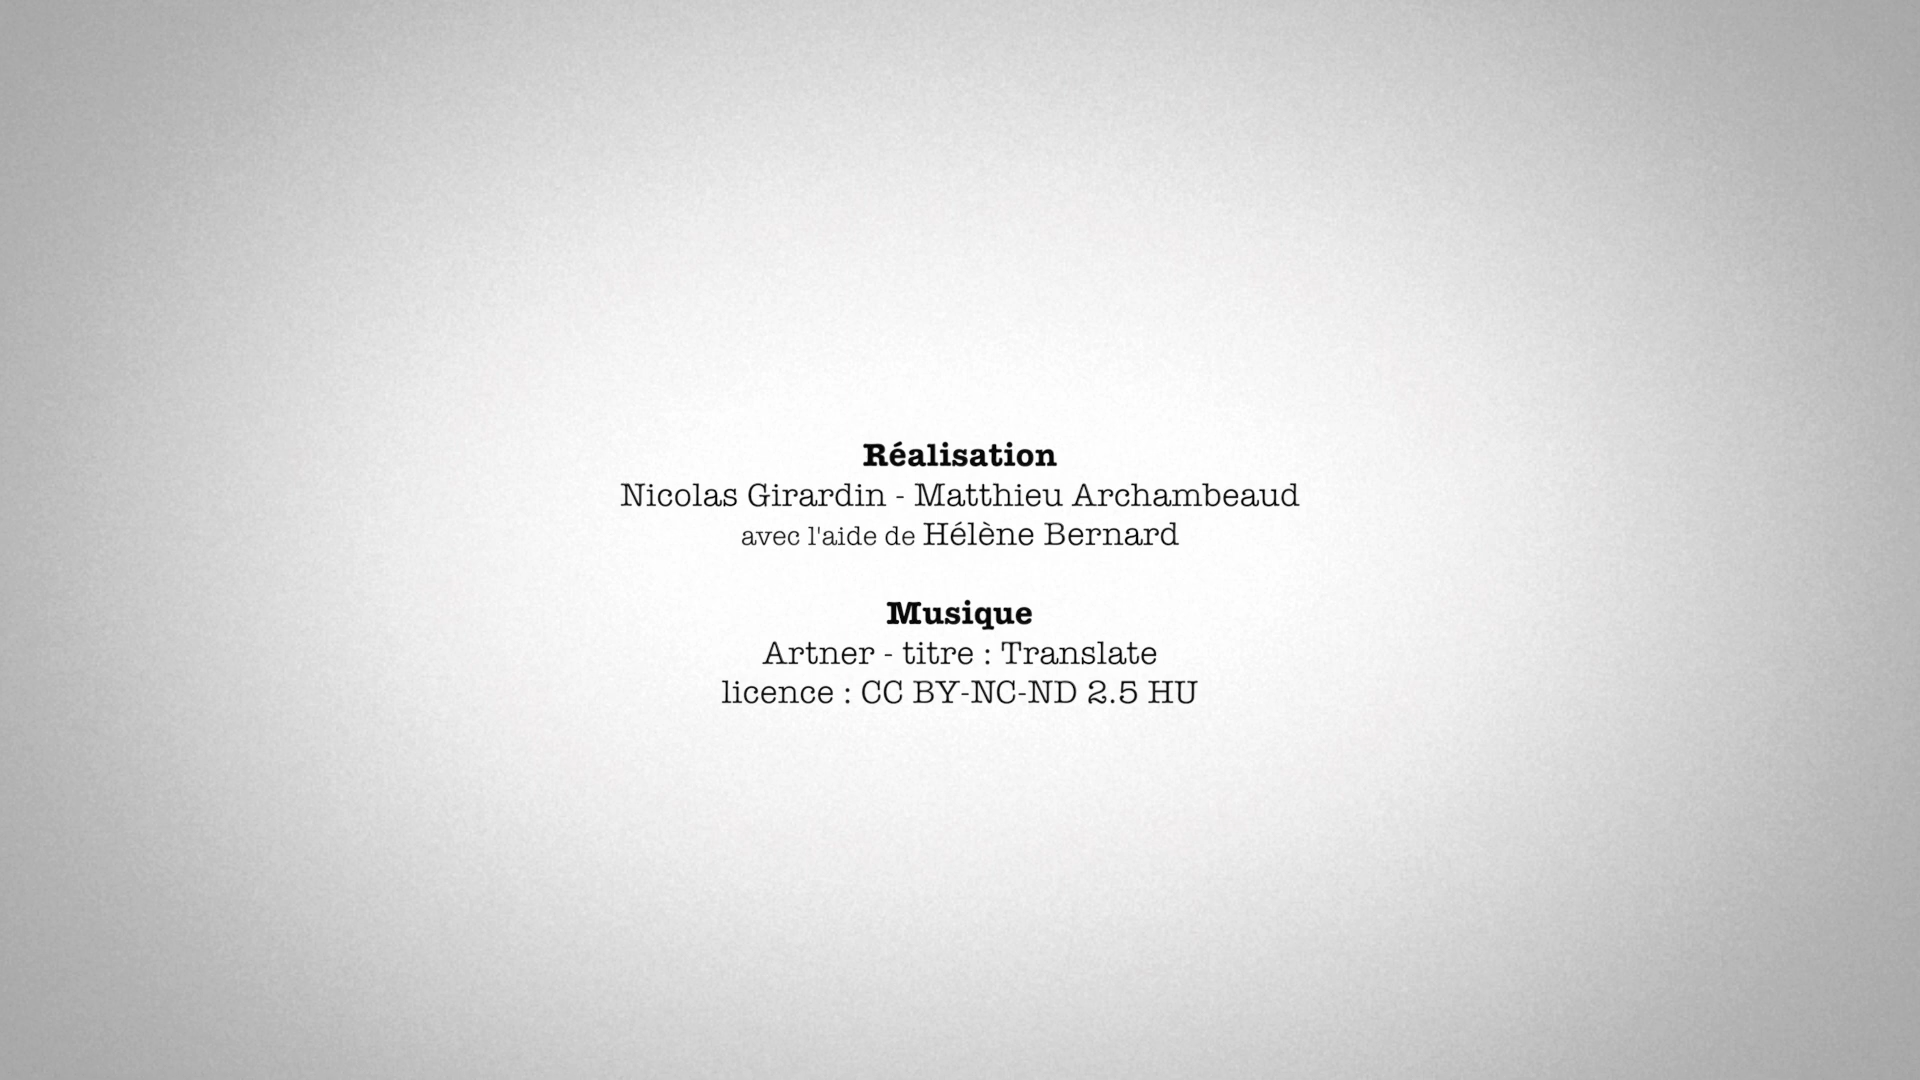 Réalisation
Nicolas Girardin - Matthieu Archambeaud
avec l'aide de Hélène Bernard
Musique
Artner - titre : Translate
licence : CC BY-NC-ND 2.5 HU